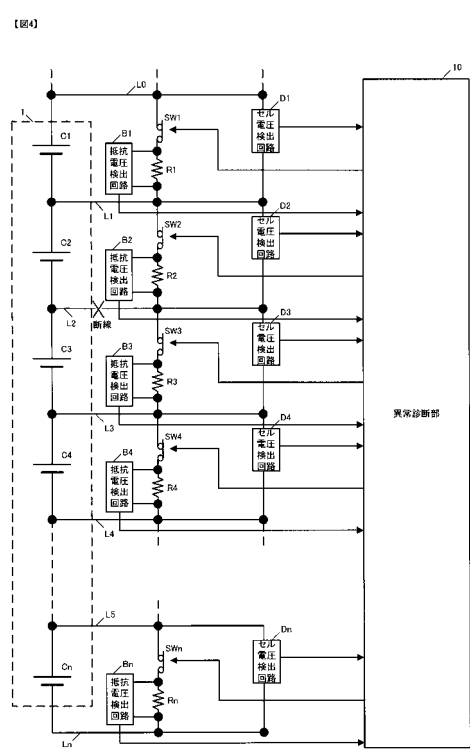 【図4】
10
L0
1
SW1
D1
セル
電圧
検出
回路
C1
B1
抵抗
電圧
検出
回路
R1
L1
D2
セル
電圧
検出
回路
SW2
C2
B2
抵抗
電圧
検出
回路
R2
L2
断線
D3
セル
電圧
検出
回路
SW3
C3
B3
抵抗
電圧
検出
回路
R3
異常診断部
L3
D4
セル
電圧
検出
回路
SW4
C4
B4
抵抗
電圧
検出
回路
R4
L4
L5
Dn
セル
電圧
検出
回路
SWn
Cn
Bn
抵抗
電圧
検出
回路
Rn
Ln